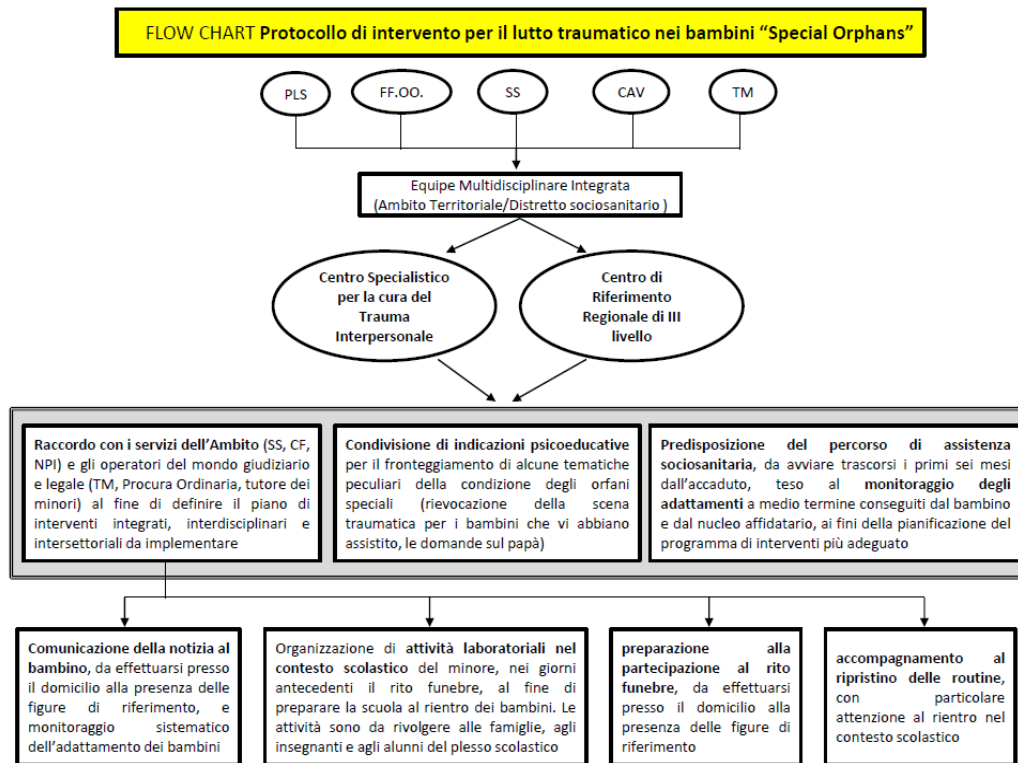 FLOW CHART Protocollo di intervento per il lutto traumatico nei bambini “Special Orphans”
PLS
FF.OO.
SS
CAV
TM
Equipe Multidisciplinare Integrata
(Ambito Territoriale/Distretto sociosanitario )
Centro Specialistico
per la cura del
Trauma
Interpersonale
Centro di
Riferimento
Regionale di III
livello
Raccordo con i servizi dell’Ambito (SS, CF,
NPI) e gli operatori del mondo giudiziario
e legale (TM, Procura Ordinaria, tutore dei
minori) al fine di definire il piano di
interventi integrati, interdisciplinari e
intersettoriali da implementare
Condivisione di indicazioni psicoeducative
per il fronteggiamento di alcune tematiche
peculiari della condizione degli orfani
speciali (rievocazione della scena
traumatica per i bambini che vi abbiano
assistito, le domande sul papà)
Predisposizione del percorso di assistenza
sociosanitaria, da avviare trascorsi i primi sei mesi
dall’accaduto, teso al monitoraggio degli
adattamenti a medio termine conseguiti dal bambino
e dal nucleo affidatario, ai fini della pianificazione del
programma di interventi più adeguato
Comunicazione della notizia al
bambino, da effettuarsi presso
il domicilio alla presenza delle
figure di riferimento, e
monitoraggio sistematico
dell’adattamento dei bambini
Organizzazione di attività laboratoriali nel
contesto scolastico del minore, nei giorni
antecedenti il rito funebre, al fine di
preparare la scuola al rientro dei bambini. Le
attività sono da rivolgere alle famiglie, agli
insegnanti e agli alunni del plesso scolastico
preparazione alla
partecipazione al rito
funebre, da effettuarsi
presso il domicilio alla
presenza delle figure di
riferimento
accompagnamento al
ripristino delle routine,
con particolare
attenzione al rientro nel
contesto scolastico